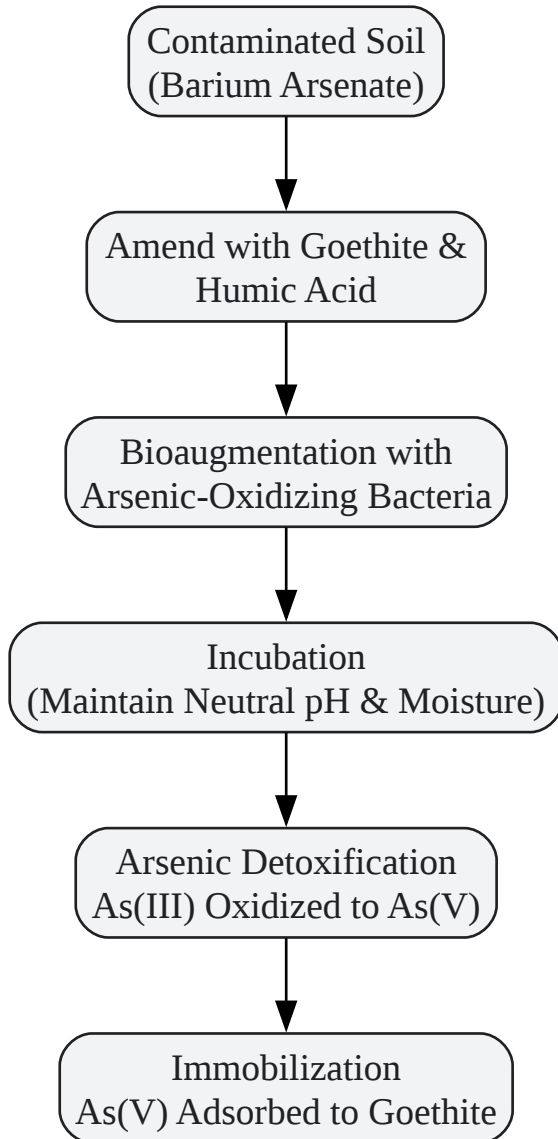 Contaminated Soil
(Barium Arsenate)
Amend with Goethite &
Humic Acid
Bioaugmentation with
Arsenic-Oxidizing Bacteria
Incubation
(Maintain Neutral pH & Moisture)
Arsenic Detoxification
As(III) Oxidized to As(V)
Immobilization
As(V) Adsorbed to Goethite